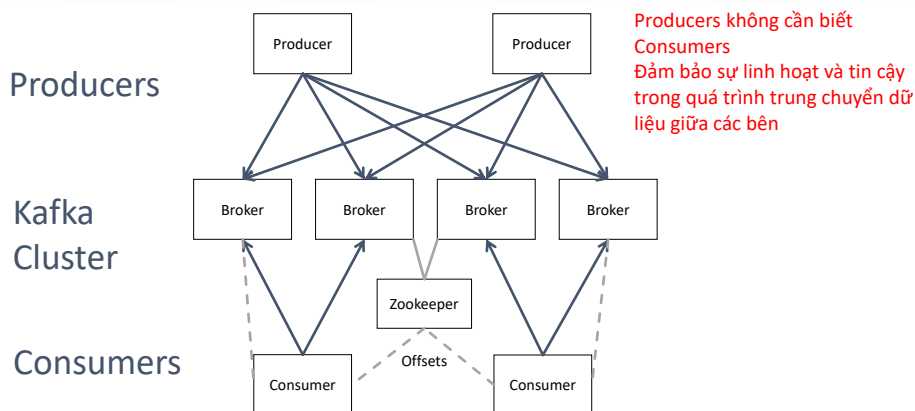 Producer
Producer
Producers không cần biết
Consumers
Đảm bảo sự linh hoạt và tin cậy
trong quá trình trung chuyển dữ
liệu giữa các bên
Producers
Broker
Broker
Broker
Broker
Kafka
Cluster
Zookeeper
Consumers
Offsets
Consumer
Consumer